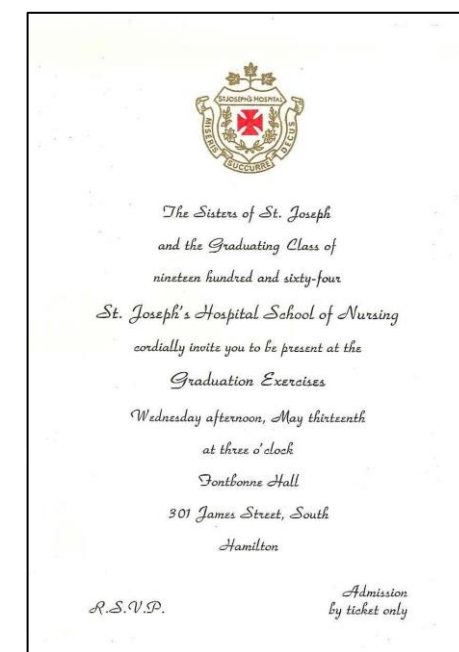 ST JOSEPH'S HOSPITAL
MISERIS
SUCCURRE
DECUS
The Sisters of St. Joseph
and the Graduating Class of
nineteen hundred and sixty-four
St. Joseph's Hospital School of Nursing
cordially invite you to be present at the
Graduation Exercises
Wednesday afternoon, May thirteenth
at three o'clock
Fontbonne Hall
301 James Street, South
Hamilton
R.S.V.P.
Admission
by ticket only